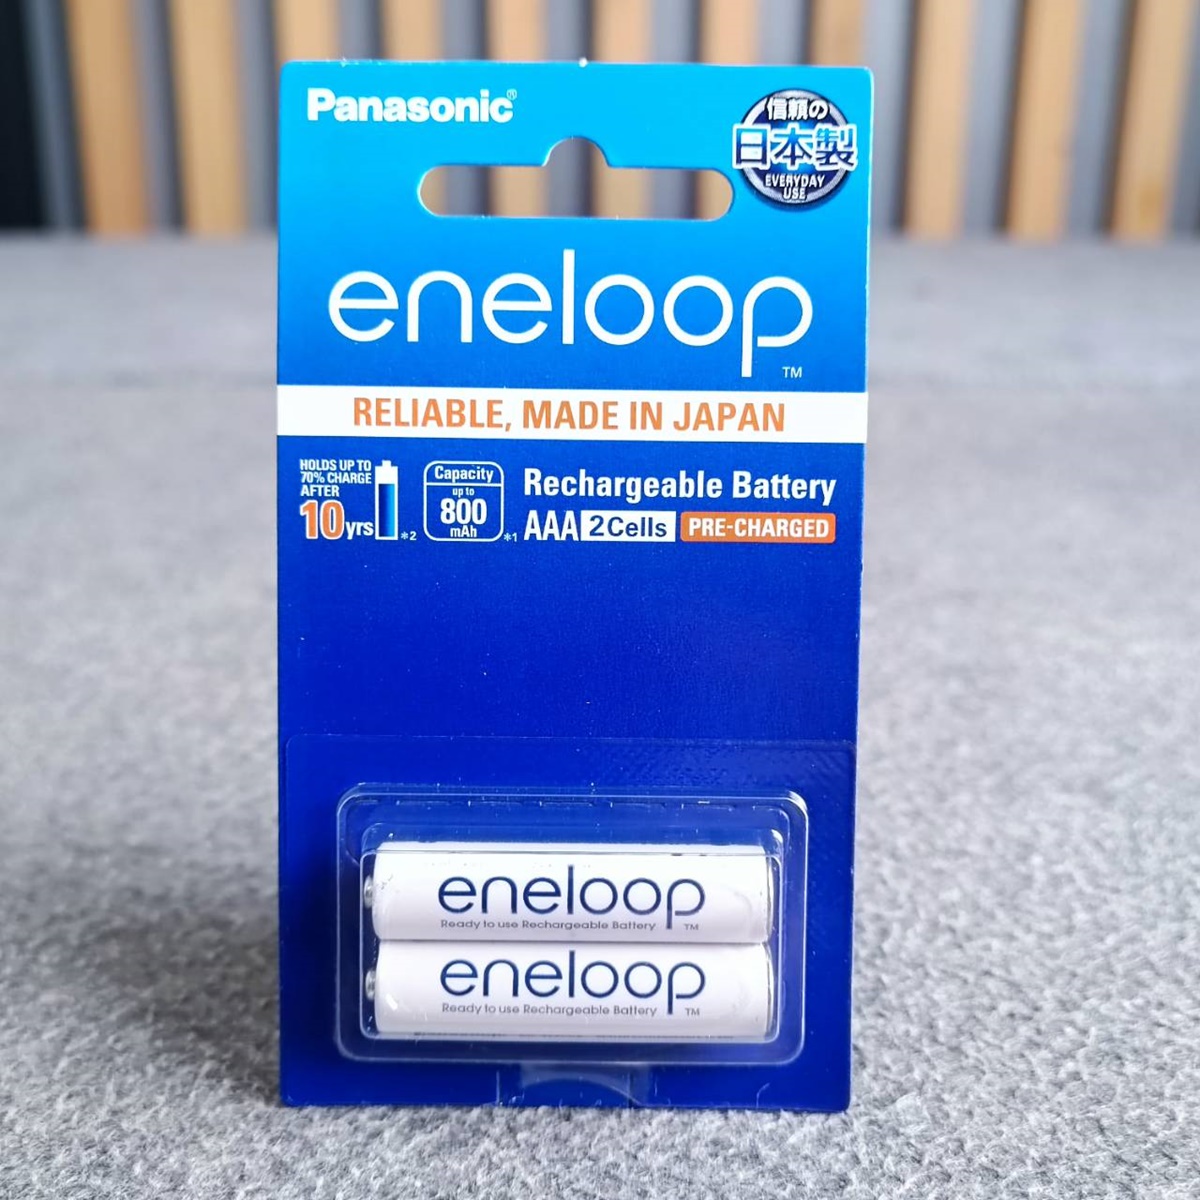 Panasonic®
信頼の
日本製
EVERYDAY
USE
eneloop
TM
RELIABLE, MADE IN JAPAN
HOLDS UP TO
70% CHARGE
AFTER
10yrs *2
Capacity
up to
800
mAh *1
Rechargeable Battery
AAA 2Cells PRE-CHARGED
eneloop
Ready to use Rechargeable Battery TM
eneloop
Ready to use Rechargeable Battery TM